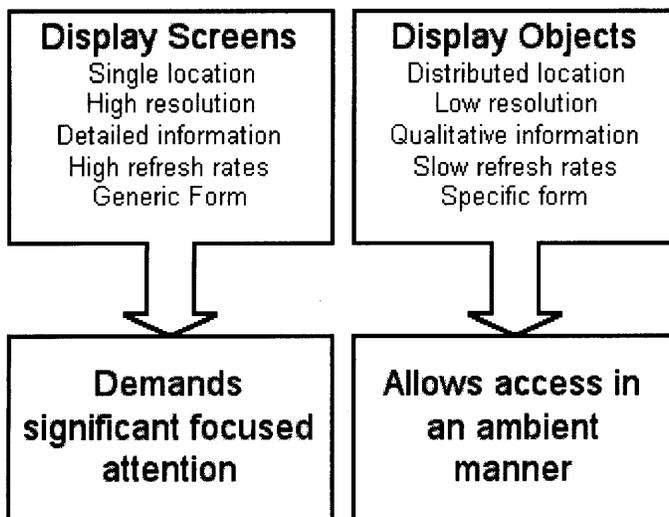 Display Screens
Single location
High resolution
Detailed information
High refresh rates
Generic Form
Display Objects
Distributed location
Low resolution
Qualitative information
Slow refresh rates
Specific form
Demands
significant focused
attention
Allows access in
an ambient
manner